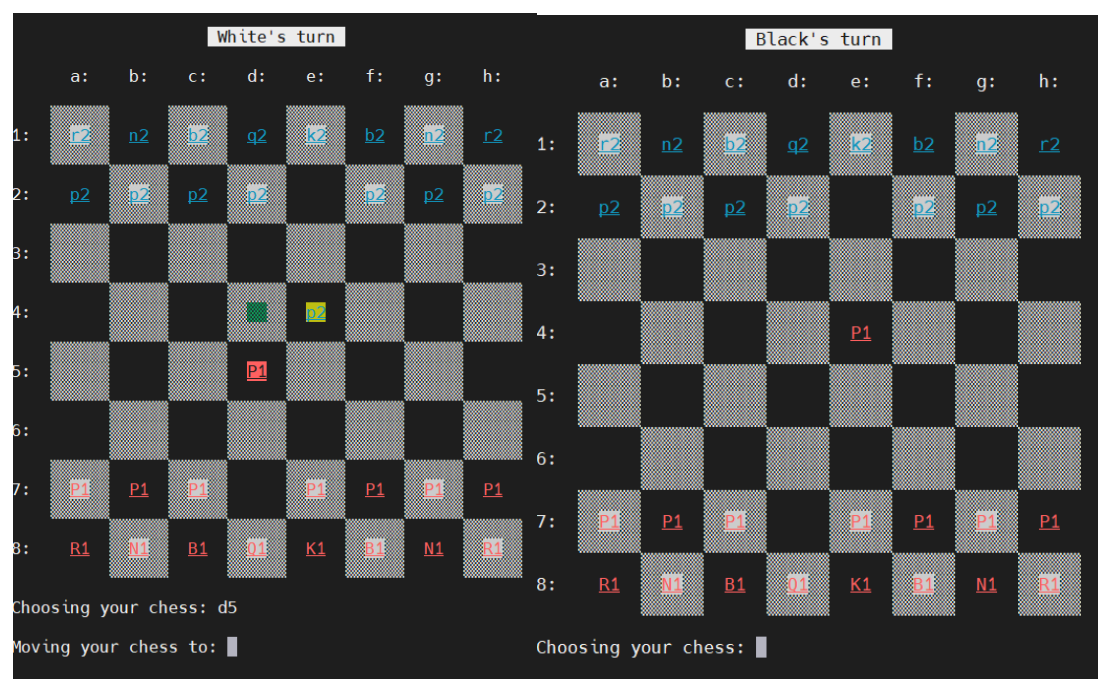 White's turn
a: b: c: d: e: f: g: h:
1: r2 n2 b2 q2 k2 b2 n2 r2
2: p2 p2 p2 p2 p2 p2 p2
3:
4: p2
5: P1
6:
7: P1 P1 P1 P1 P1 P1 P1
8: R1 N1 B1 Q1 K1 B1 N1 R1
Choosing your chess: d5
Moving your chess to:
Black's turn
a: b: c: d: e: f: g: h:
1: r2 n2 b2 q2 k2 b2 n2 r2
2: p2 p2 p2 p2 p2 p2 p2
3:
4: P1
5:
6:
7: P1 P1 P1 P1 P1 P1 P1
8: R1 N1 B1 Q1 K1 B1 N1 R1
Choosing your chess: